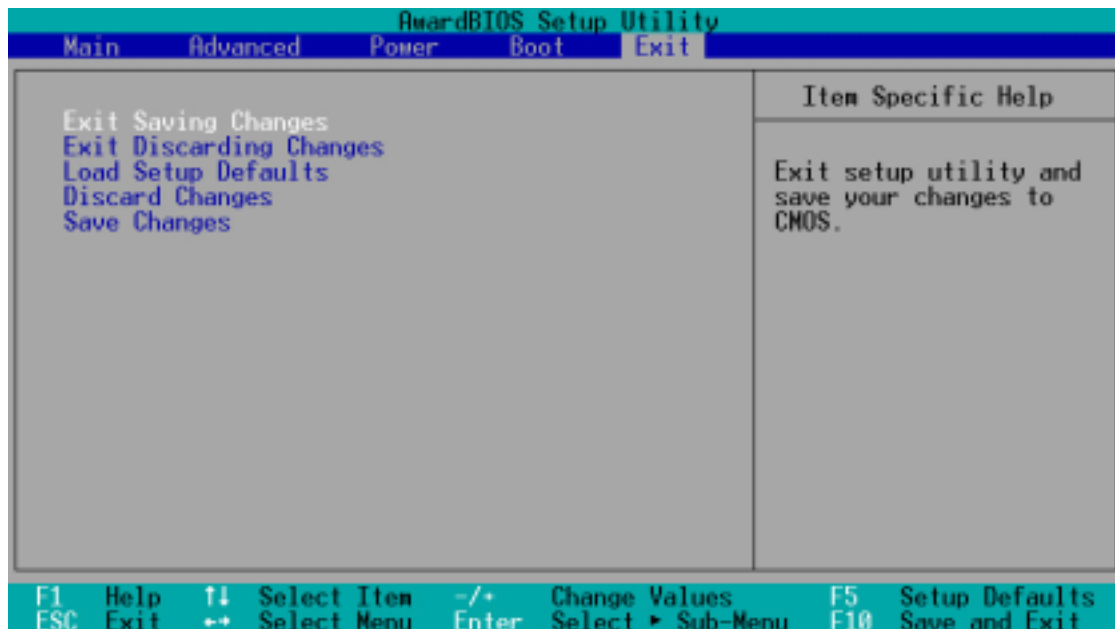 AwardBIOS Setup Utility
Main Advanced Power Boot Exit
Item Specific Help
Exit Saving Changes
Exit Discarding Changes
Load Setup Defaults
Discard Changes
Save Changes
Exit setup utility and
save your changes to
CMOS.
F1 Help ↑↓ Select Item -/+ Change Values F5 Setup Defaults
ESC Exit ←→ Select Menu Enter Select ► Sub-Menu F10 Save and Exit